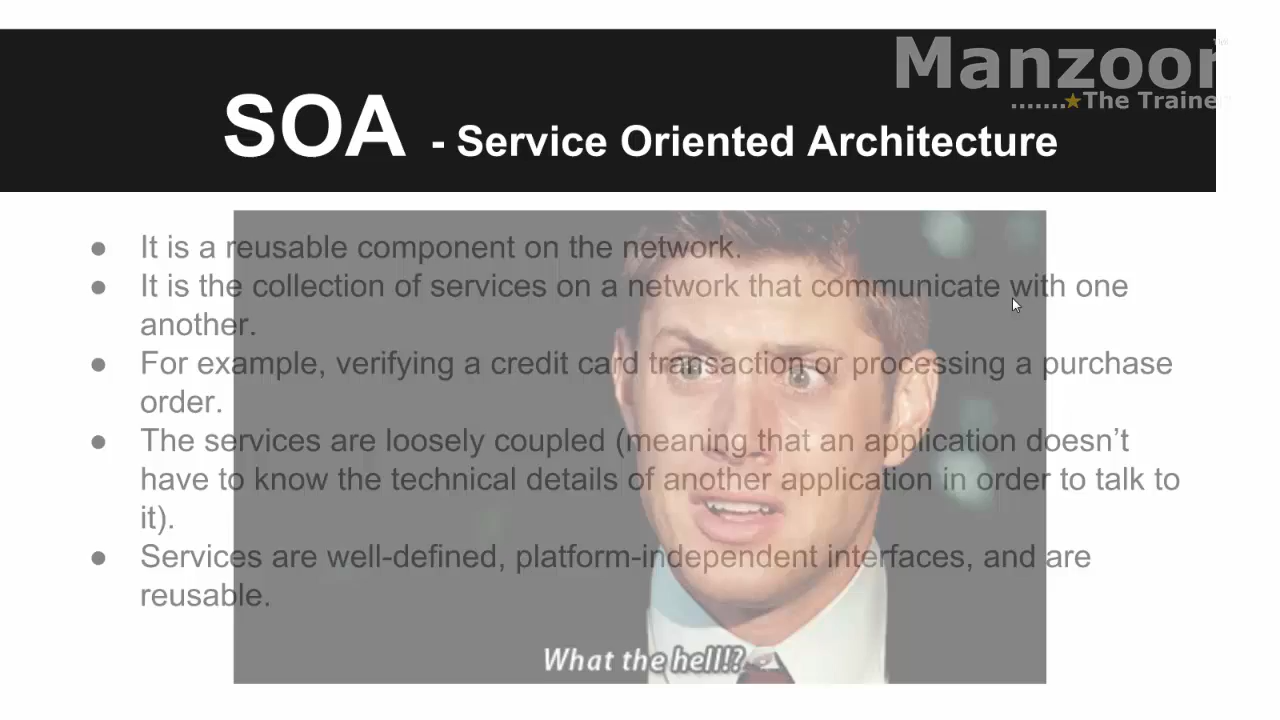 Manzoor
.......★The Trainer
SOA - Service Oriented Architecture
● It is a reusable component on the network.
● It is the collection of services on a network that communicate with one
another.
● For example, verifying a credit card transaction or processing a purchase
order.
● The services are loosely coupled (meaning that an application doesn’t
have to know the technical details of another application in order to talk to
it).
● Services are well-defined, platform-independent interfaces, and are
reusable.
What the hell!?